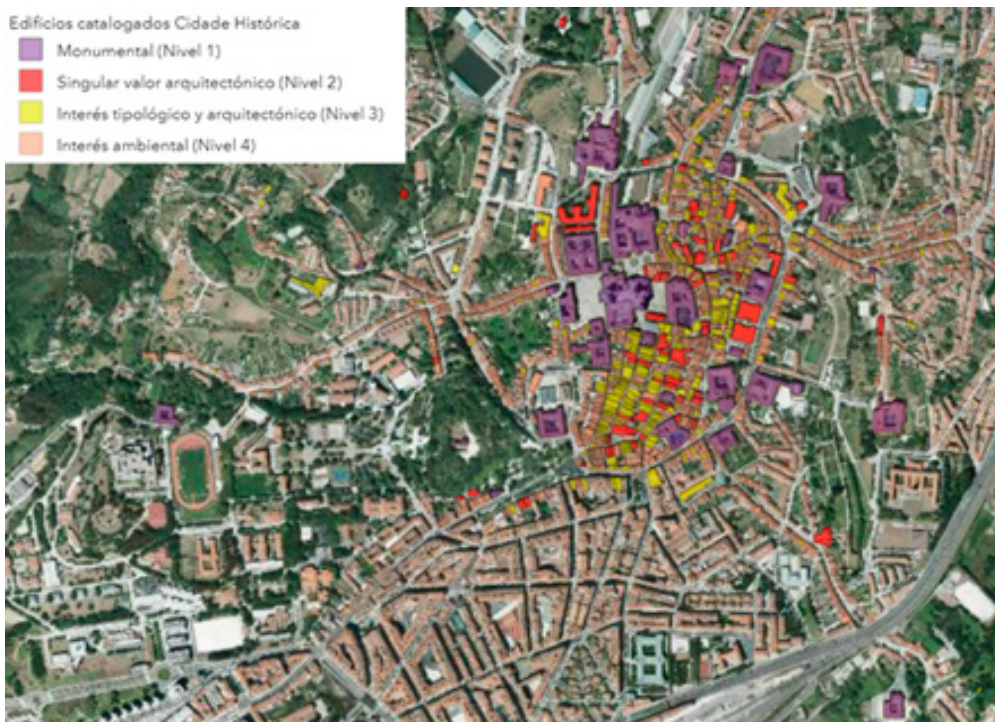 Edificios catalogados Cidade Histórica
Monumental (Nivel 1)
Singular valor arquitectónico (Nivel 2)
Interés tipológico y arquitectónico (Nivel 3)
Interés ambiental (Nivel 4)